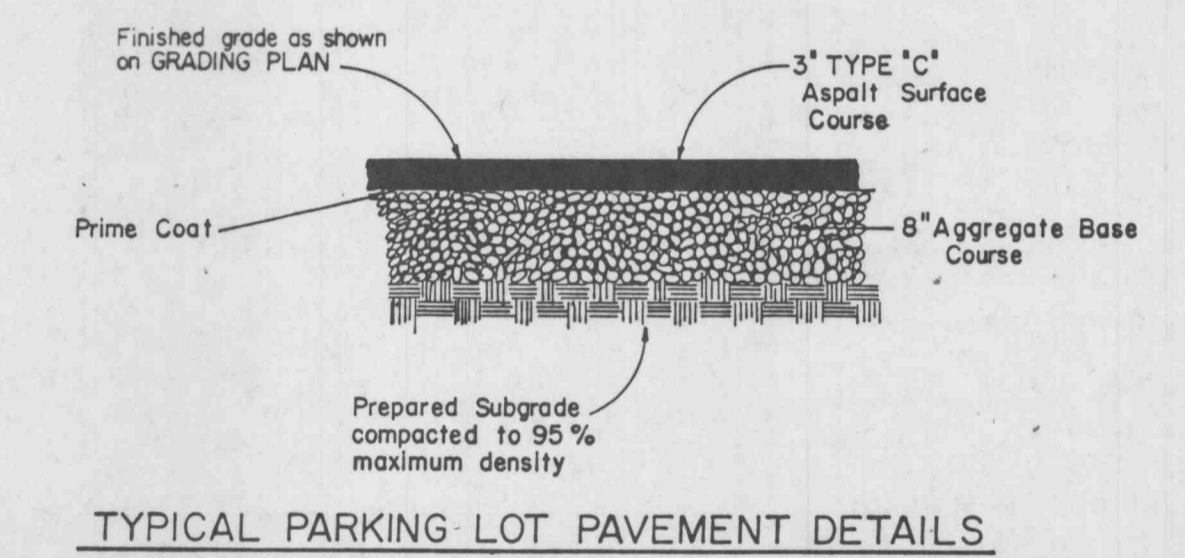 Finished grade as shown
on GRADING PLAN
3" TYPE "C"
Aspalt Surface
Course
Prime Coat
8" Aggregate Base
Course
Prepared Subgrade
compacted to 95%
maximum density
TYPICAL PARKING LOT PAVEMENT DETAILS